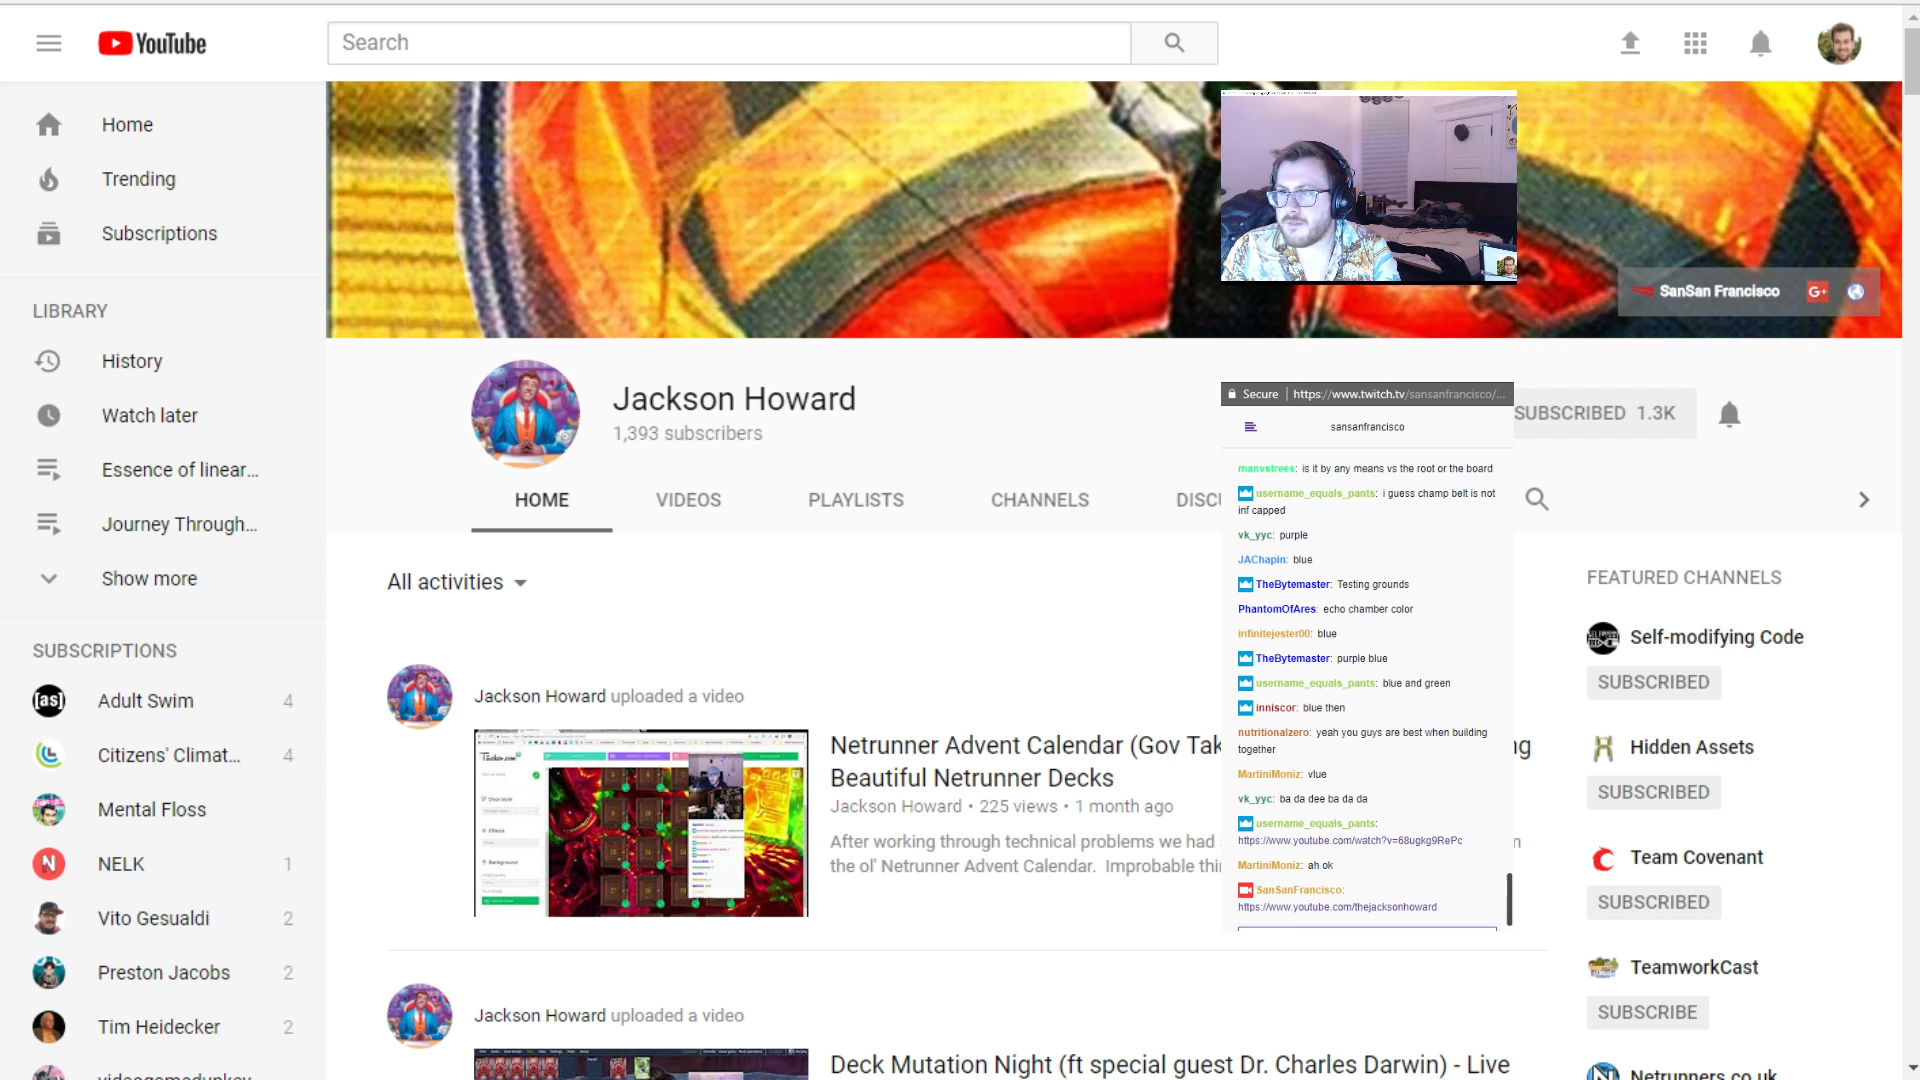 YouTube
Search
Home
Trending
Subscriptions
LIBRARY
History
Watch later
Essence of linear...
Journey Through...
Show more
SUBSCRIPTIONS
[as] Adult Swim 4
Citizens' Climat... 4
Mental Floss
N NELK 1
Vito Gesualdi 2
Preston Jacobs 2
Tim Heidecker 2
videogamedunkey
SanSan Francisco G+
Jackson Howard
1,393 subscribers
SUBSCRIBED 1.3K
HOME VIDEOS PLAYLISTS CHANNELS
All activities
Jackson Howard uploaded a video
Netrunner Advent Calendar (Gov
Beautiful Netrunner Decks
Jackson Howard • 225 views • 1 month ago
After working through technical problems we had
the ol' Netrunner Advent Calendar. Improbable
Jackson Howard uploaded a video
Deck Mutation Night (ft special guest Dr. Charles Darwin) - Live
Secure | https://www.twitch.tv/sansanfrancisco/...
sansanfrancisco
manvstrees: is it by any means vs the root or the board
username_equals_pants: i guess champ belt is not
inf capped
vk_yyc: purple
JAChapin: blue
TheBytemaster: Testing grounds
PhantomOfAres: echo chamber color
infinitejester00: blue
TheBytemaster: purple blue
username_equals_pants: blue and green
inniscor: blue then
nutritionalzero: yeah you guys are best when building
together
MartiniMoniz: vlue
vk_yyc: ba da dee ba da da
username_equals_pants:
https://www.youtube.com/watch?v=68ugkg9RePc
MartiniMoniz: ah ok
SanSanFrancisco:
https://www.youtube.com/thejacksonhoward
FEATURED CHANNELS
Self-modifying Code
SUBSCRIBED
Hidden Assets
SUBSCRIBED
Team Covenant
SUBSCRIBED
TeamworkCast
SUBSCRIBE
Netrunners.co.uk